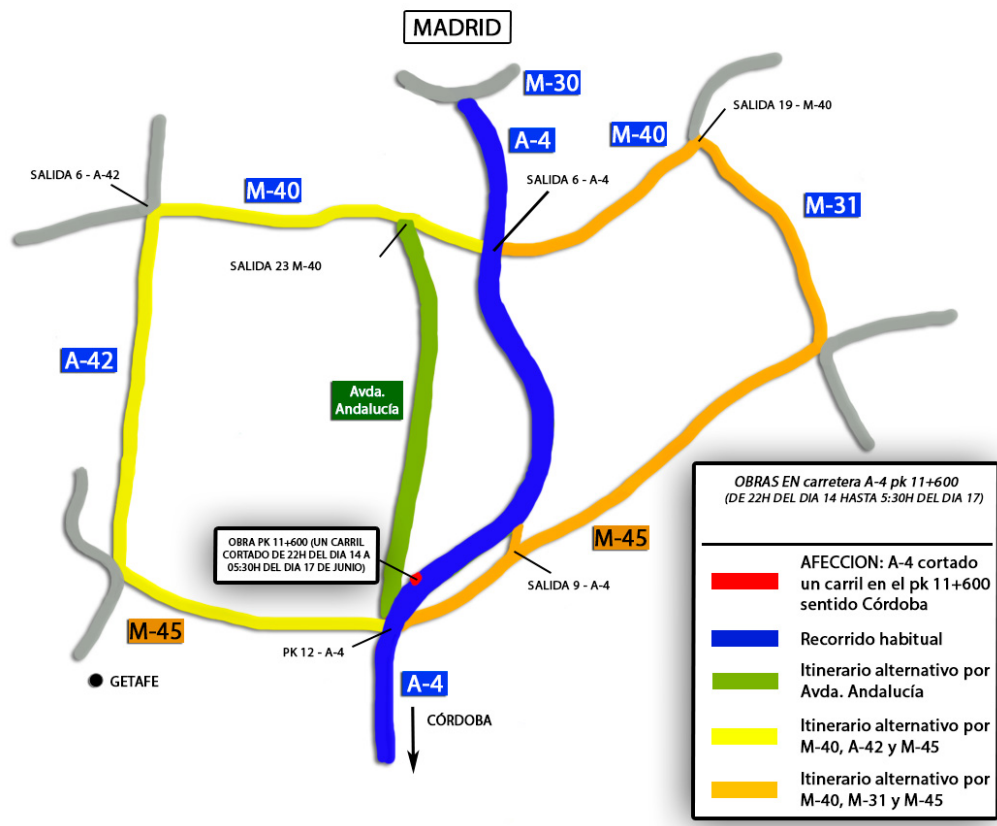 MADRID
M-30
A-4
M-40
SALIDA 19 - M-40
SALIDA 6 - A-42
M-40
SALIDA 6 - A-4
M-31
SALIDA 23 M-40
A-42
Avda.
Andalucía
OBRA PK 11+600 (UN CARRIL
CORTADO DE 22H DEL DIA 14 A
05:30H DEL DIA 17 DE JUNIO)
M-45
SALIDA 9 - A-4
M-45
PK 12 - A-4
GETAFE
A-4
CÓRDOBA
OBRAS EN carretera A-4 pk 11+600
(DE 22H DEL DIA 14 HASTA 5:30H DEL DIA 17)
AFECCION: A-4 cortado
un carril en el pk 11+600
sentido Córdoba
Recorrido habitual
Itinerario alternativo por
Avda. Andalucía
Itinerario alternativo por
M-40, A-42 y M-45
Itinerario alternativo por
M-40, M-31 y M-45